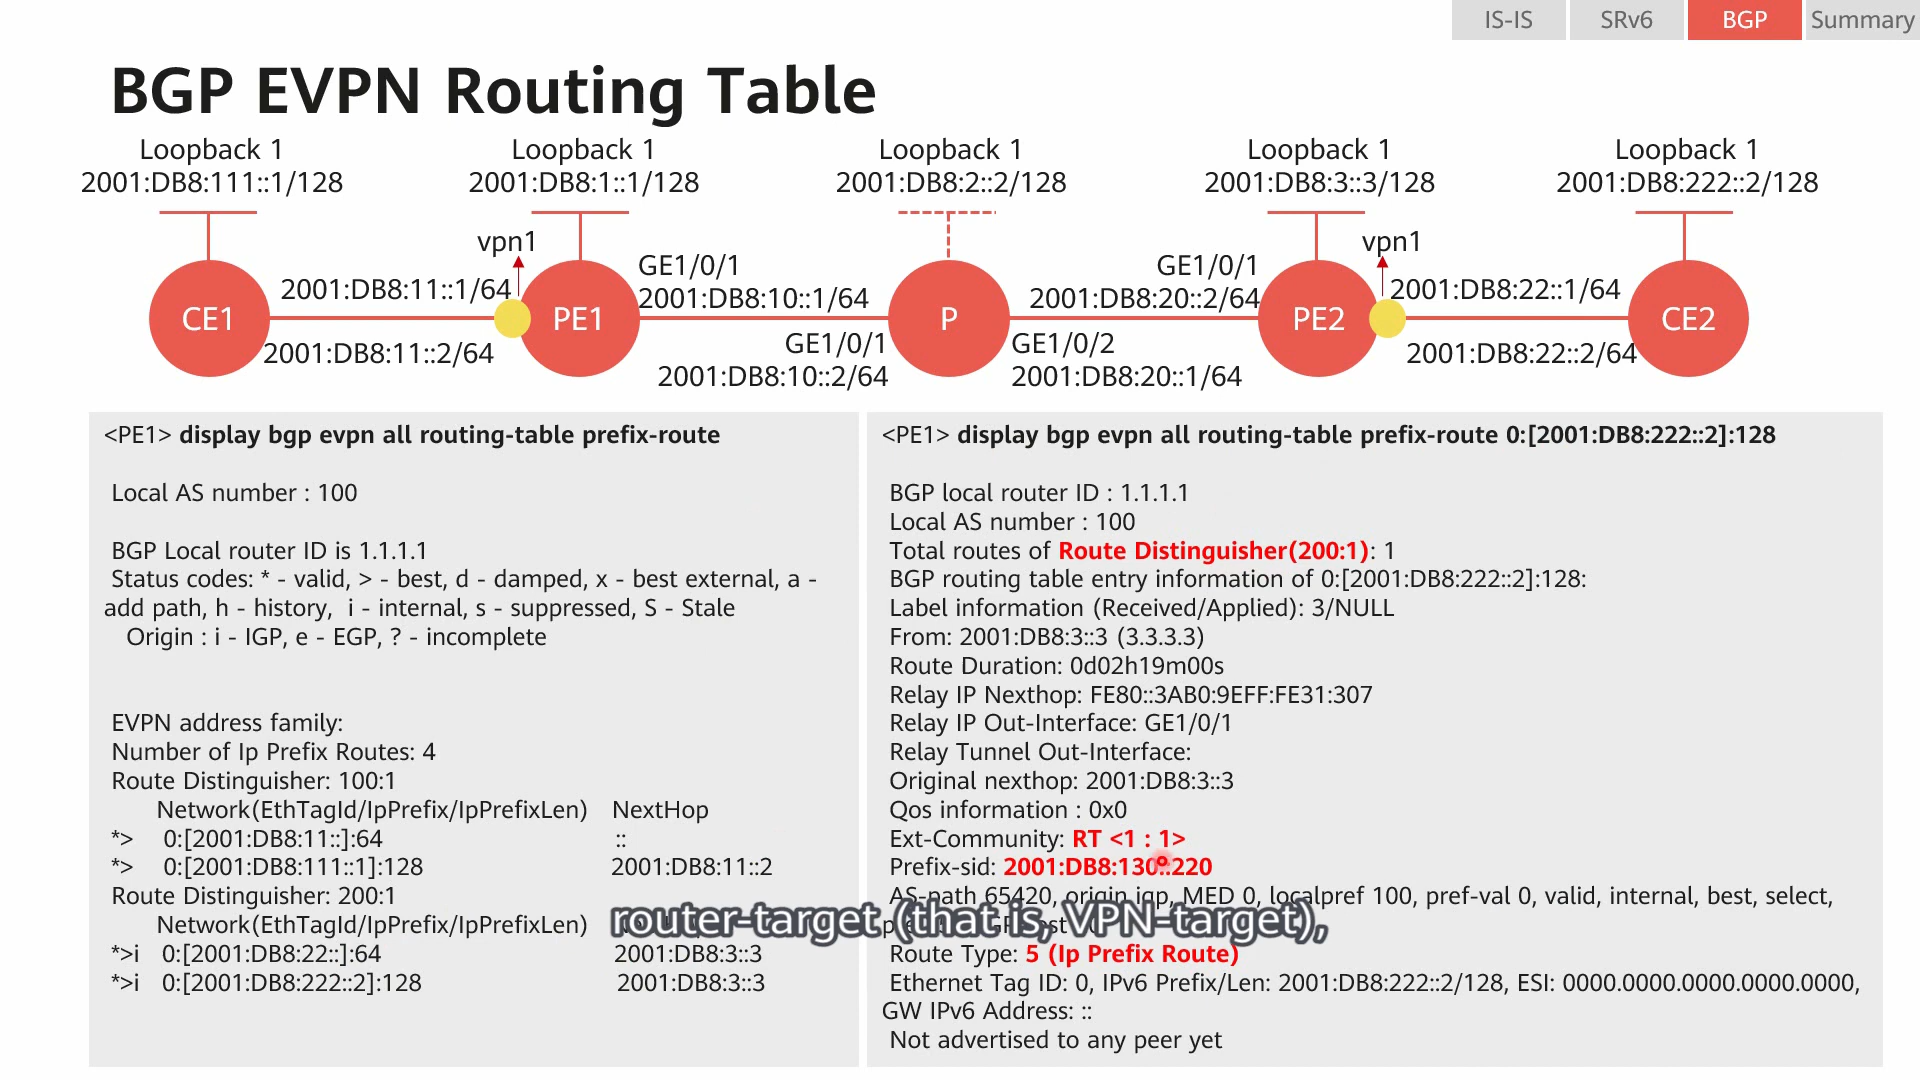 IS-IS SRv6 BGP Summary
BGP EVPN Routing Table
Loopback 1 Loopback 1 Loopback 1 Loopback 1 Loopback 1
2001:DB8:111::1/128 2001:DB8:1::1/128 2001:DB8:2::2/128 2001:DB8:3::3/128 2001:DB8:222::2/128
vpn1 vpn1
GE1/0/1 GE1/0/1
2001:DB8:11::1/64 2001:DB8:10::1/64 2001:DB8:20::2/64 2001:DB8:22::1/64
CE1 PE1 P PE2 CE2
2001:DB8:11::2/64 GE1/0/1 GE1/0/2 2001:DB8:22::2/64
2001:DB8:10::2/64 2001:DB8:20::1/64
<PE1> display bgp evpn all routing-table prefix-route
Local AS number : 100
BGP Local router ID is 1.1.1.1
Status codes: * - valid, > - best, d - damped, x - best external, a -
add path, h - history, i - internal, s - suppressed, S - Stale
Origin : i - IGP, e - EGP, ? - incomplete
EVPN address family:
Number of Ip Prefix Routes: 4
Route Distinguisher: 100:1
Network(EthTagId/IpPrefix/IpPrefixLen) NextHop
*> 0:[2001:DB8:11::]:64 ::
*> 0:[2001:DB8:111::1]:128 2001:DB8:11::2
Route Distinguisher: 200:1
Network(EthTagId/IpPrefix/IpPrefixLen)
*>i 0:[2001:DB8:22::]:64 2001:DB8:3::3
*>i 0:[2001:DB8:222::2]:128 2001:DB8:3::3
<PE1> display bgp evpn all routing-table prefix-route 0:[2001:DB8:222::2]:128
BGP local router ID : 1.1.1.1
Local AS number : 100
Total routes of Route Distinguisher(200:1): 1
BGP routing table entry information of 0:[2001:DB8:222::2]:128:
Label information (Received/Applied): 3/NULL
From: 2001:DB8:3::3 (3.3.3.3)
Route Duration: 0d02h19m00s
Relay IP Nexthop: FE80::3AB0:9EFF:FE31:307
Relay IP Out-Interface: GE1/0/1
Relay Tunnel Out-Interface:
Original nexthop: 2001:DB8:3::3
Qos information : 0x0
Ext-Community: RT <1 : 1>
Prefix-sid: 2001:DB8:130::220
AS-path 65420, origin igp, MED 0, localpref 100, pref-val 0, valid, internal, best, select,
Route Type: 5 (Ip Prefix Route)
Ethernet Tag ID: 0, IPv6 Prefix/Len: 2001:DB8:222::2/128, ESI: 0000.0000.0000.0000.0000,
GW IPv6 Address: ::
Not advertised to any peer yet
router-target (that is, VPN-target),